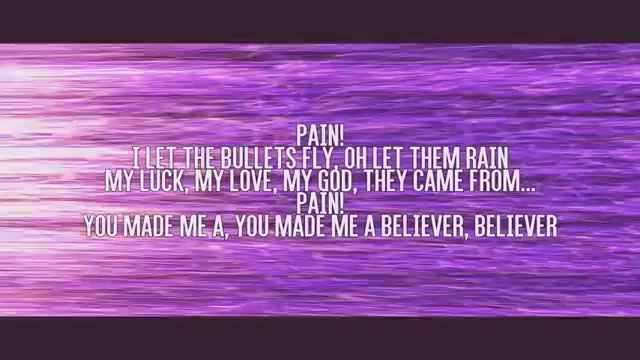 PAIN!
I LET THE BULLETS FLY, OH LET THEM RAIN
MY LUCK, MY LOVE, MY GOD, THEY CAME FROM...
PAIN!
YOU MADE ME A, YOU MADE ME A BELIEVER, BELIEVER